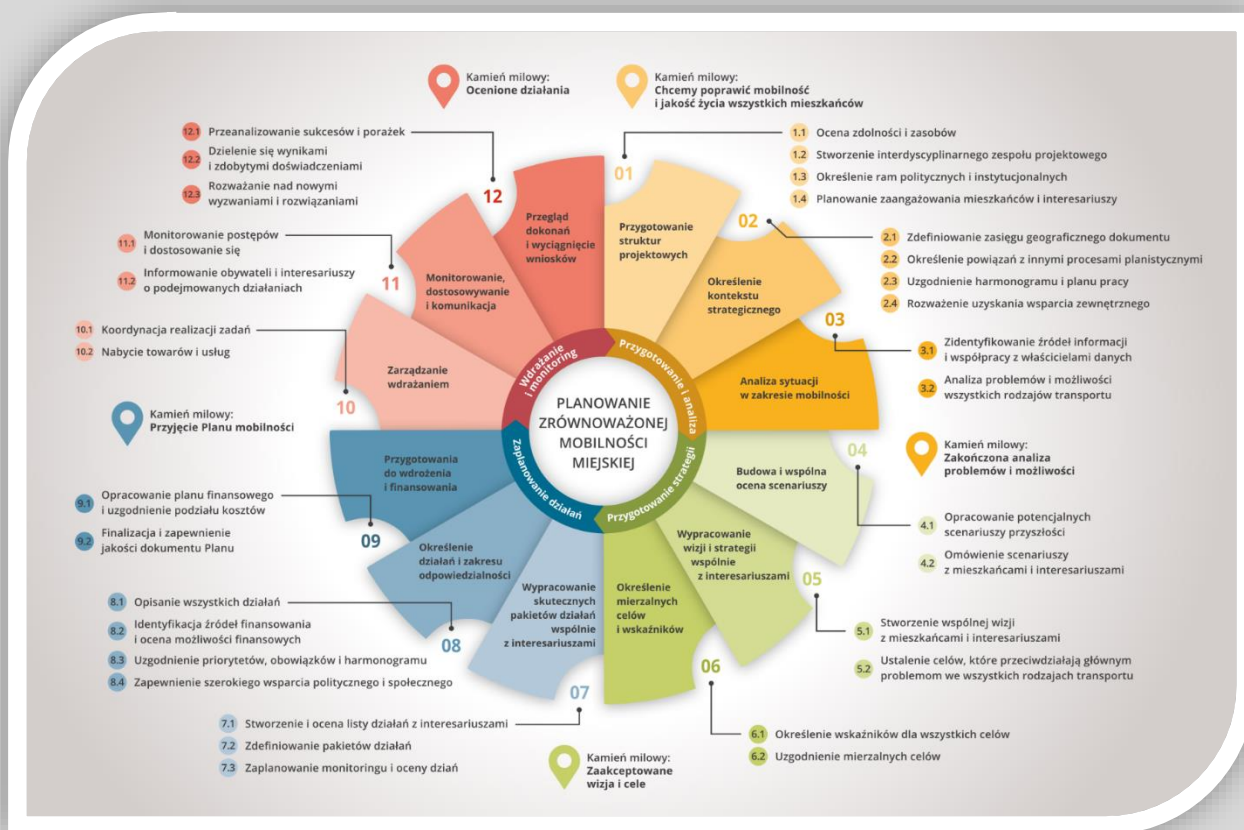 Kamień milowy:
Ocenione działania
Kamień milowy:
Chcemy poprawić mobilność
i jakość życia wszystkich mieszkańców
12.1 Przeanalizowanie sukcesów i porażek
12.2 Dzielenie się wynikami
i zdobytymi doświadczeniami
12.3 Rozważanie nad nowymi
wyzwaniami i rozwiązaniami
1.1 Ocena zdolności i zasobów
1.2 Stworzenie interdyscyplinarnego zespołu projektowego
1.3 Określenie ram politycznych i instytucjonalnych
1.4 Planowanie zaangażowania mieszkańców i interesariuszy
12
Przegląd
dokonań
i wyciągnięcie
wniosków
01
Przygotowanie
struktur
projektowych
02
Określenie
kontekstu
strategicznego
2.1 Zdefiniowanie zasięgu geograficznego dokumentu
2.2 Określenie powiązań z innymi procesami planistycznymi
2.3 Uzgodnienie harmonogramu i planu pracy
2.4 Rozważenie uzyskania wsparcia zewnętrznego
11.1 Monitorowanie postępów
i dostosowanie się
11.2 Informowanie obywateli i interesariuszy
o podejmowanych działaniach
11
Monitorowanie,
dostosowywanie
i komunikacja
03
Analiza sytuacji
w zakresie mobilności
3.1 Zidentyfikowanie źródeł informacji
i współpracy z właścicielami danych
3.2 Analiza problemów i możliwości
wszystkich rodzajów transportu
10.1 Koordynacja realizacji zadań
10.2 Nabycie towarów i usług
10
Zarządzanie
wdrażaniem
Wdrażanie
i monitoring
Przygotowanie i analiza
PLANOWANIE
ZRÓWNOWAŻONEJ
MOBILNOŚCI
MIEJSKIEJ
Zaplanowanie działań
Przygotowanie strategii
Kamień milowy:
Przyjęcie Planu mobilności
Kamień milowy:
Zakończona analiza
problemów i możliwości
Przygotowania
do wdrożenia
i finansowania
09
9.1 Opracowanie planu finansowego
i uzgodnienie podziału kosztów
9.2 Finalizacja i zapewnienie
jakości dokumentu Planu
04
Budowa i wspólna
ocena scenariuszy
4.1 Opracowanie potencjalnych
scenariuszy przyszłości
4.2 Omówienie scenariuszy
z mieszkańcami i interesariuszami
Określenie
działań i zakresu
odpowiedzialności
08
8.1 Opisanie wszystkich działań
8.2 Identyfikacja źródeł finansowania
i ocena możliwości finansowych
8.3 Uzgodnienie priorytetów, obowiązków i harmonogramu
8.4 Zapewnienie szerokiego wsparcia politycznego i społecznego
Wypracowanie
wizji i strategii
wspólnie
z interesariuszami
05
5.1 Stworzenie wspólnej wizji
z mieszkańcami i interesariuszami
5.2 Ustalenie celów, które przeciwdziałają głównym
problemom we wszystkich rodzajach transportu
Wypracowanie
skutecznych
pakietów działań
wspólnie
z interesariuszami
07
7.1 Stworzenie i ocena listy działań z interesariuszami
7.2 Zdefiniowanie pakietów działań
7.3 Zaplanowanie monitoringu i oceny dziań
Określenie
mierzalnych
celów
i wskaźników
06
6.1 Określenie wskaźników dla wszystkich celów
6.2 Uzgodnienie mierzalnych celów
Kamień milowy:
Zaakceptowane
wizja i cele